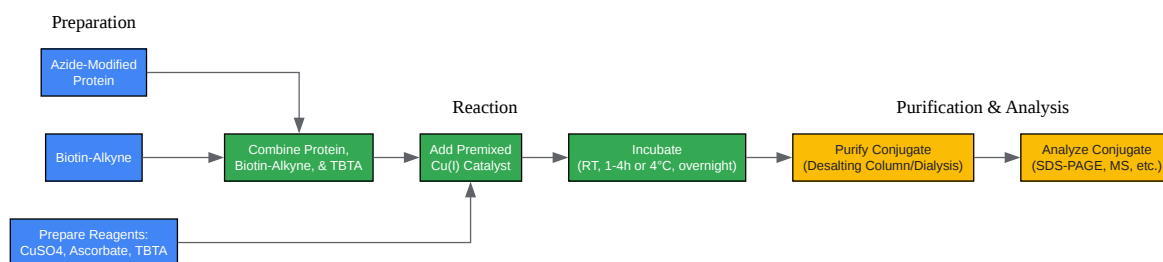 Preparation
Azide-Modified
Protein
Reaction
Purification & Analysis
Biotin-Alkyne
Combine Protein,
Biotin-Alkyne, & TBTA
Add Premixed
Cu(I) Catalyst
Incubate
(RT, 1-4h or 4°C, overnight)
Purify Conjugate
(Desalting Column/Dialysis)
Analyze Conjugate
(SDS-PAGE, MS, etc.)
Prepare Reagents:
CuSO4, Ascorbate, TBTA